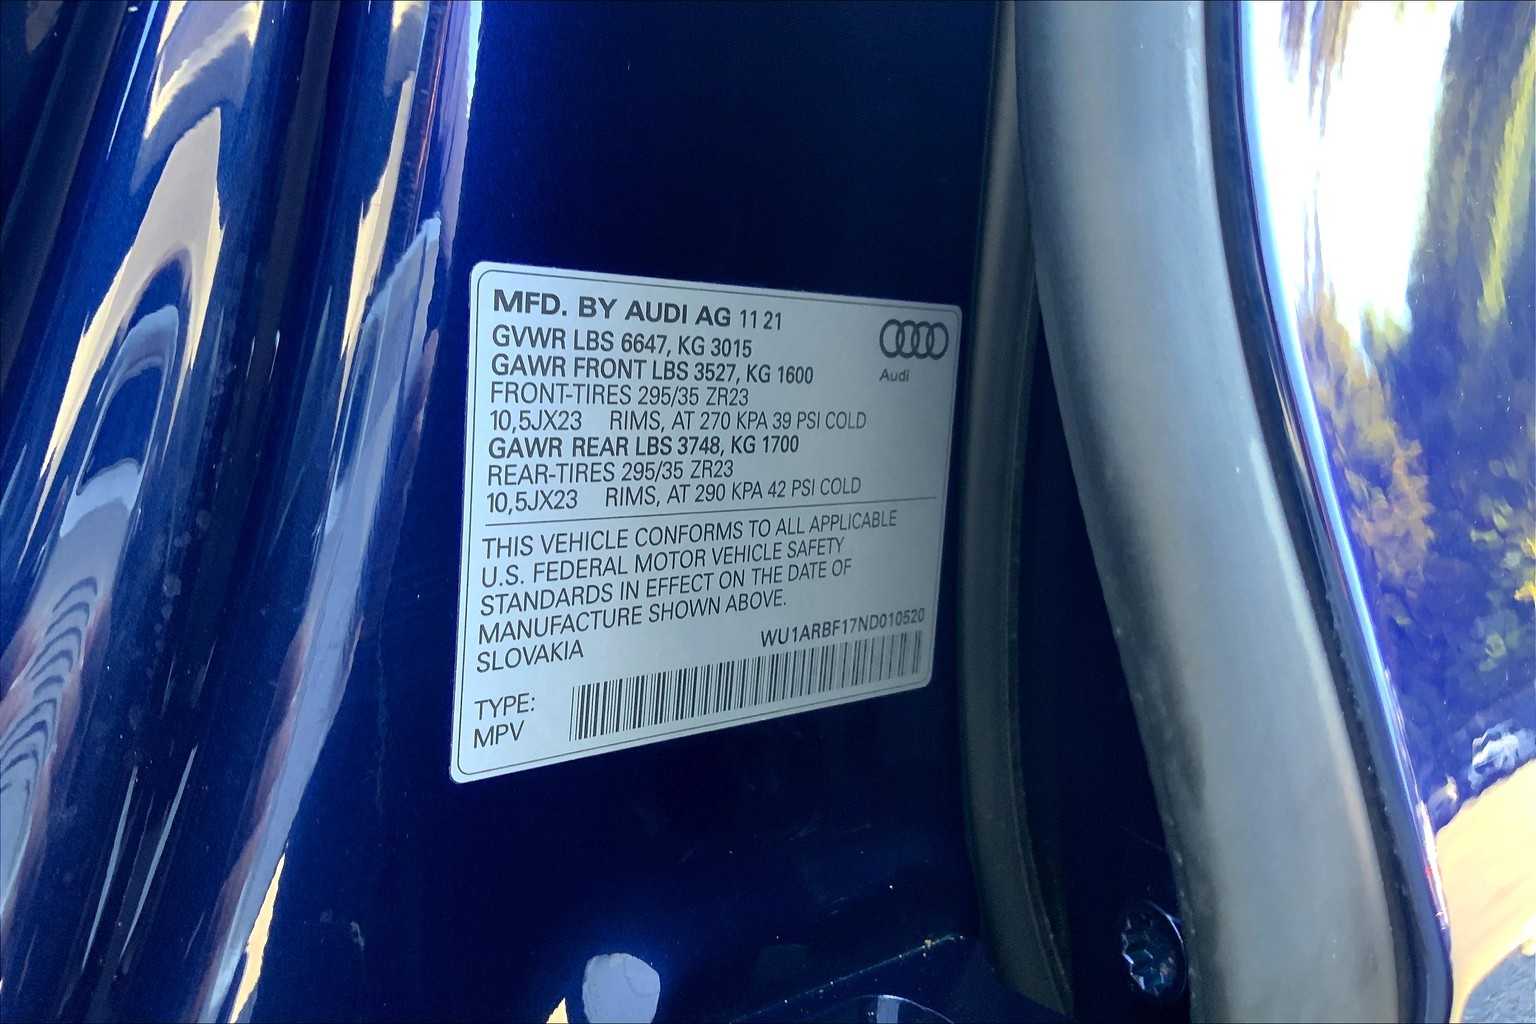 MFD. BY AUDI AG 11 21
GVWR LBS 6647, KG 3015
GAWR FRONT LBS 3527, KG 1600
Audi
FRONT-TIRES 295/35 ZR23
10,5JX23 RIMS, AT 270 KPA 39 PSI COLD
GAWR REAR LBS 3748, KG 1700
REAR-TIRES 295/35 ZR23
10,5JX23 RIMS, AT 290 KPA 42 PSI COLD
THIS VEHICLE CONFORMS TO ALL APPLICABLE
U.S. FEDERAL MOTOR VEHICLE SAFETY
STANDARDS IN EFFECT ON THE DATE OF
MANUFACTURE SHOWN ABOVE.
SLOVAKIA
WU1ARBF17ND010520
TYPE:
MPV